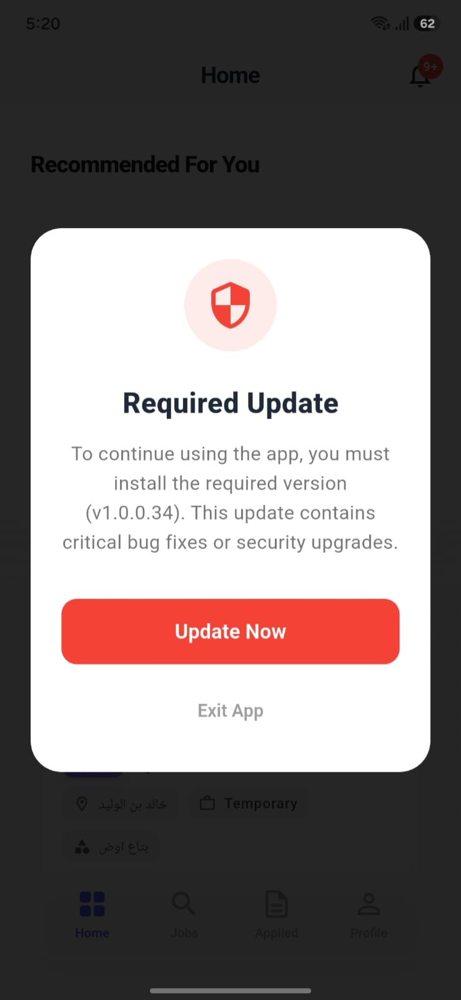 5:20
62
Home
9+
Recommended For You
Required Update
To continue using the app, you must
install the required version
(v1.0.0.34). This update contains
critical bug fixes or security upgrades.
Update Now
Exit App
خالد بن الوليد
Temporary
بتاع اوض
Home
Jobs
Applied
Profile